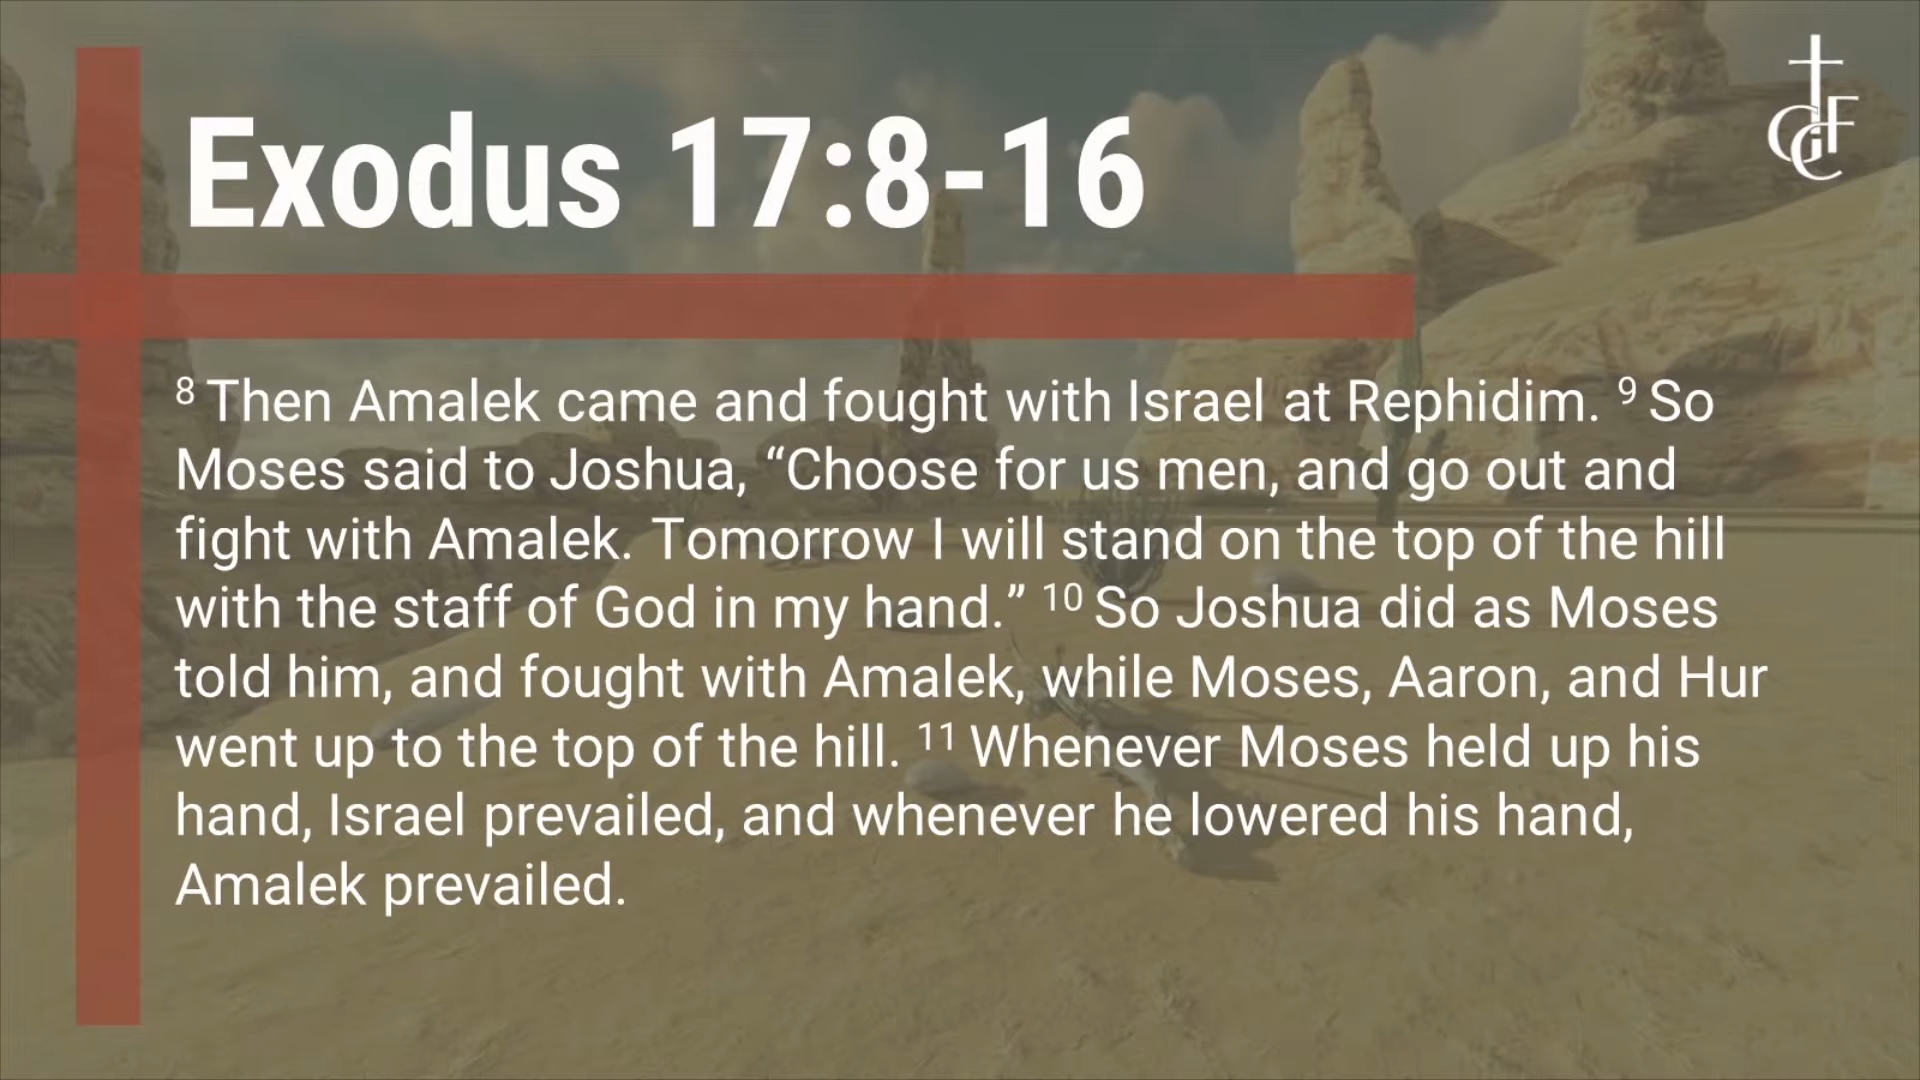 Exodus 17:8-16
8 Then Amalek came and fought with Israel at Rephidim. 9 So
Moses said to Joshua, “Choose for us men, and go out and
fight with Amalek. Tomorrow I will stand on the top of the hill
with the staff of God in my hand.” 10 So Joshua did as Moses
told him, and fought with Amalek, while Moses, Aaron, and Hur
went up to the top of the hill. 11 Whenever Moses held up his
hand, Israel prevailed, and whenever he lowered his hand,
Amalek prevailed.